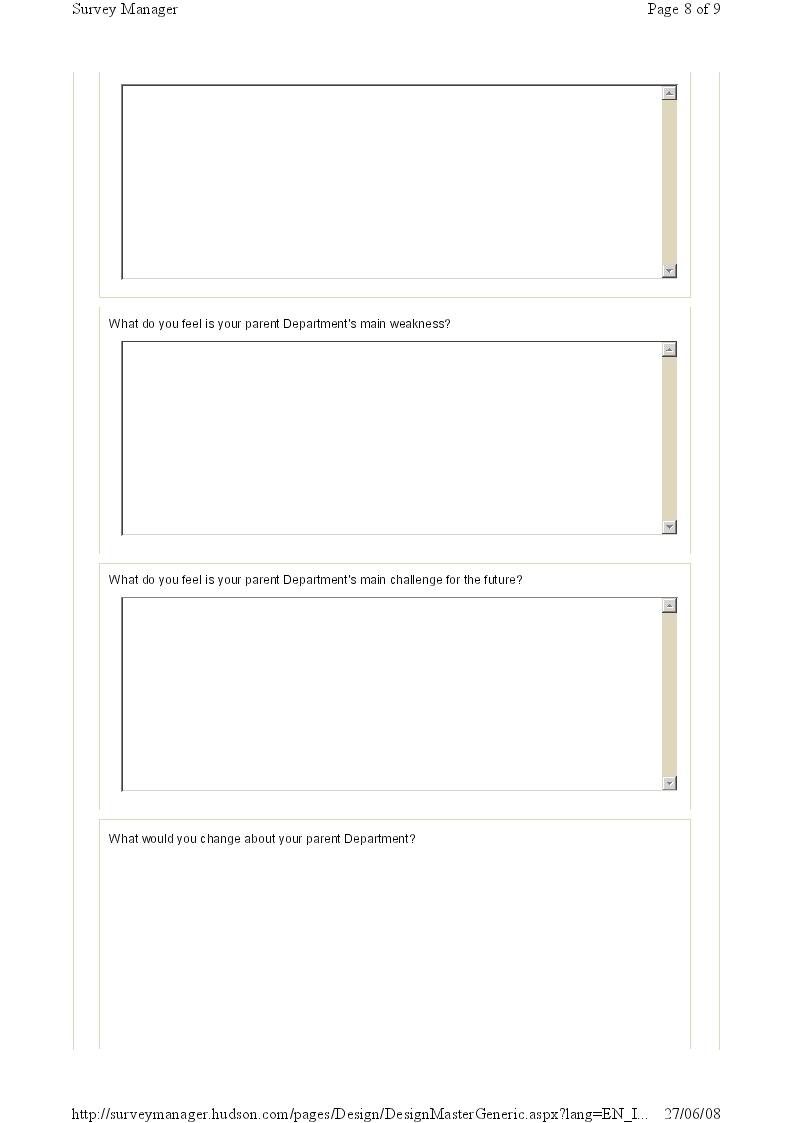 Survey Manager Page 8 of 9
What do you feel is your parent Department's main weakness?
What do you feel is your parent Department's main challenge for the future?
What would you change about your parent Department?
http://surveymanager.hudson.com/pages/Design/DesignMasterGeneric.aspx?lang=EN_I... 27/06/08